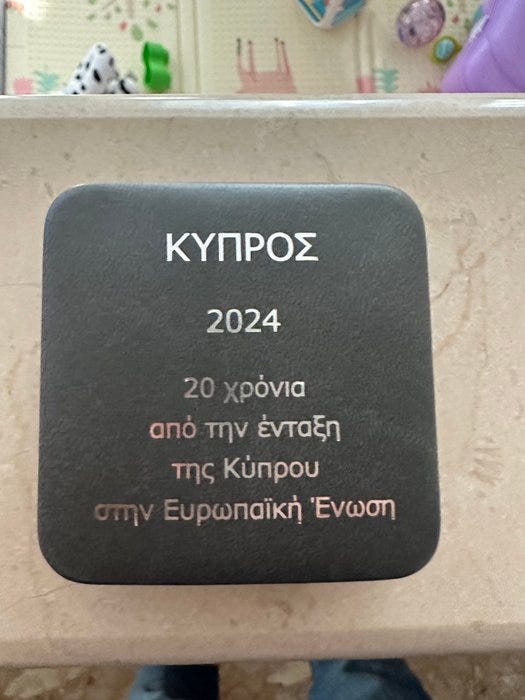 ΚΥΠΡΟΣ
2024
20 χρόνια
από την ένταξη
της Κύπρου
στην Ευρωπαϊκή Ένωση